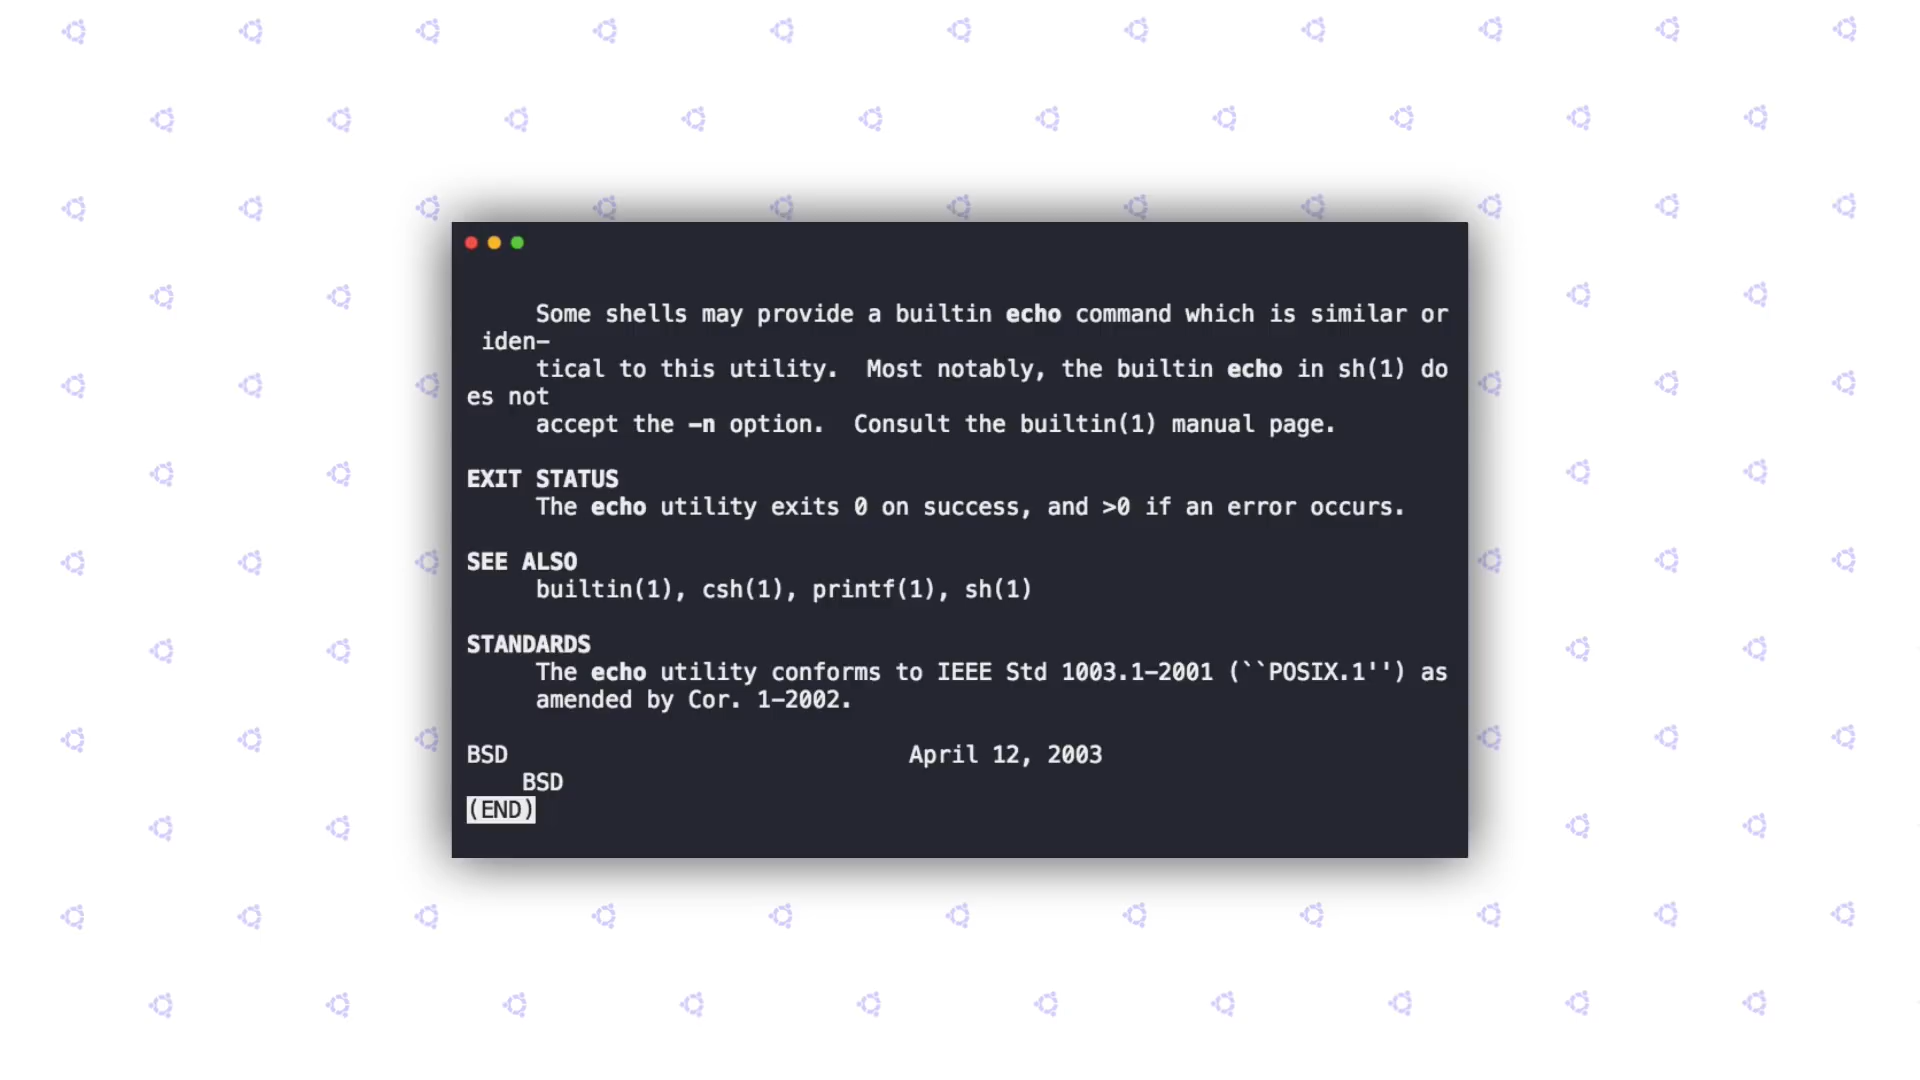 Some shells may provide a builtin echo command which is similar or
iden-
tical to this utility.  Most notably, the builtin echo in sh(1) do
es not
accept the -n option.  Consult the builtin(1) manual page.
EXIT STATUS
The echo utility exits 0 on success, and >0 if an error occurs.
SEE ALSO
builtin(1), csh(1), printf(1), sh(1)
STANDARDS
The echo utility conforms to IEEE Std 1003.1-2001 (``POSIX.1'') as
amended by Cor. 1-2002.
BSD                             April 12, 2003
BSD
(END)